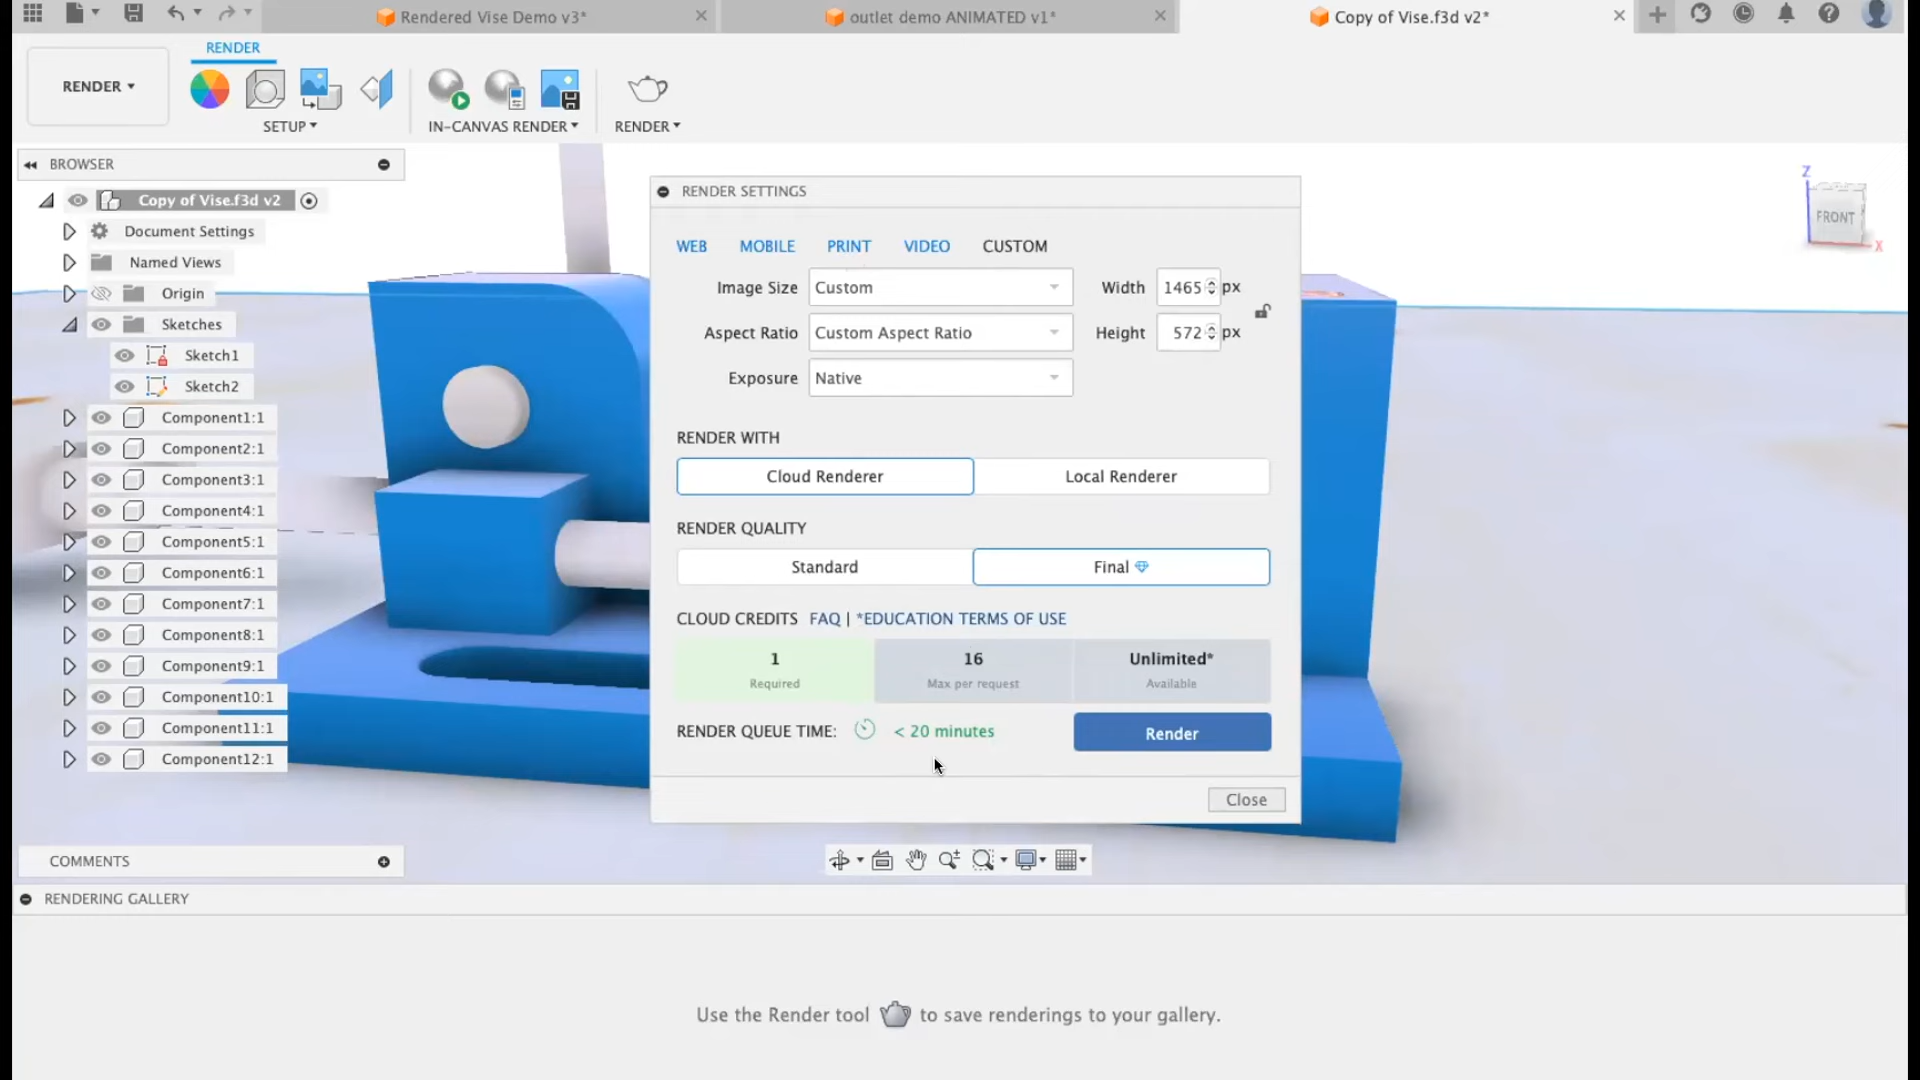 Rendered Vise Demo v3*
outlet demo ANIMATED v1*
Copy of Vise.f3d v2*
RENDER
RENDER
SETUP
IN-CANVAS RENDER
RENDER
BROWSER
Copy of Vise.f3d v2
Document Settings
Named Views
Origin
Sketches
Sketch1
Sketch2
Component1:1
Component2:1
Component3:1
Component4:1
Component5:1
Component6:1
Component7:1
Component8:1
Component9:1
Component10:1
Component11:1
Component12:1
COMMENTS
RENDER SETTINGS
WEB MOBILE PRINT VIDEO CUSTOM
Image Size Custom Width 1465 px
Aspect Ratio Custom Aspect Ratio Height 572 px
Exposure Native
RENDER WITH
Cloud Renderer Local Renderer
RENDER QUALITY
Standard Final
CLOUD CREDITS FAQ | *EDUCATION TERMS OF USE
1 16 Unlimited*
Required Max per request Available
RENDER QUEUE TIME: < 20 minutes Render
Close
Z
FRONT
X
RENDERING GALLERY
Use the Render tool to save renderings to your gallery.